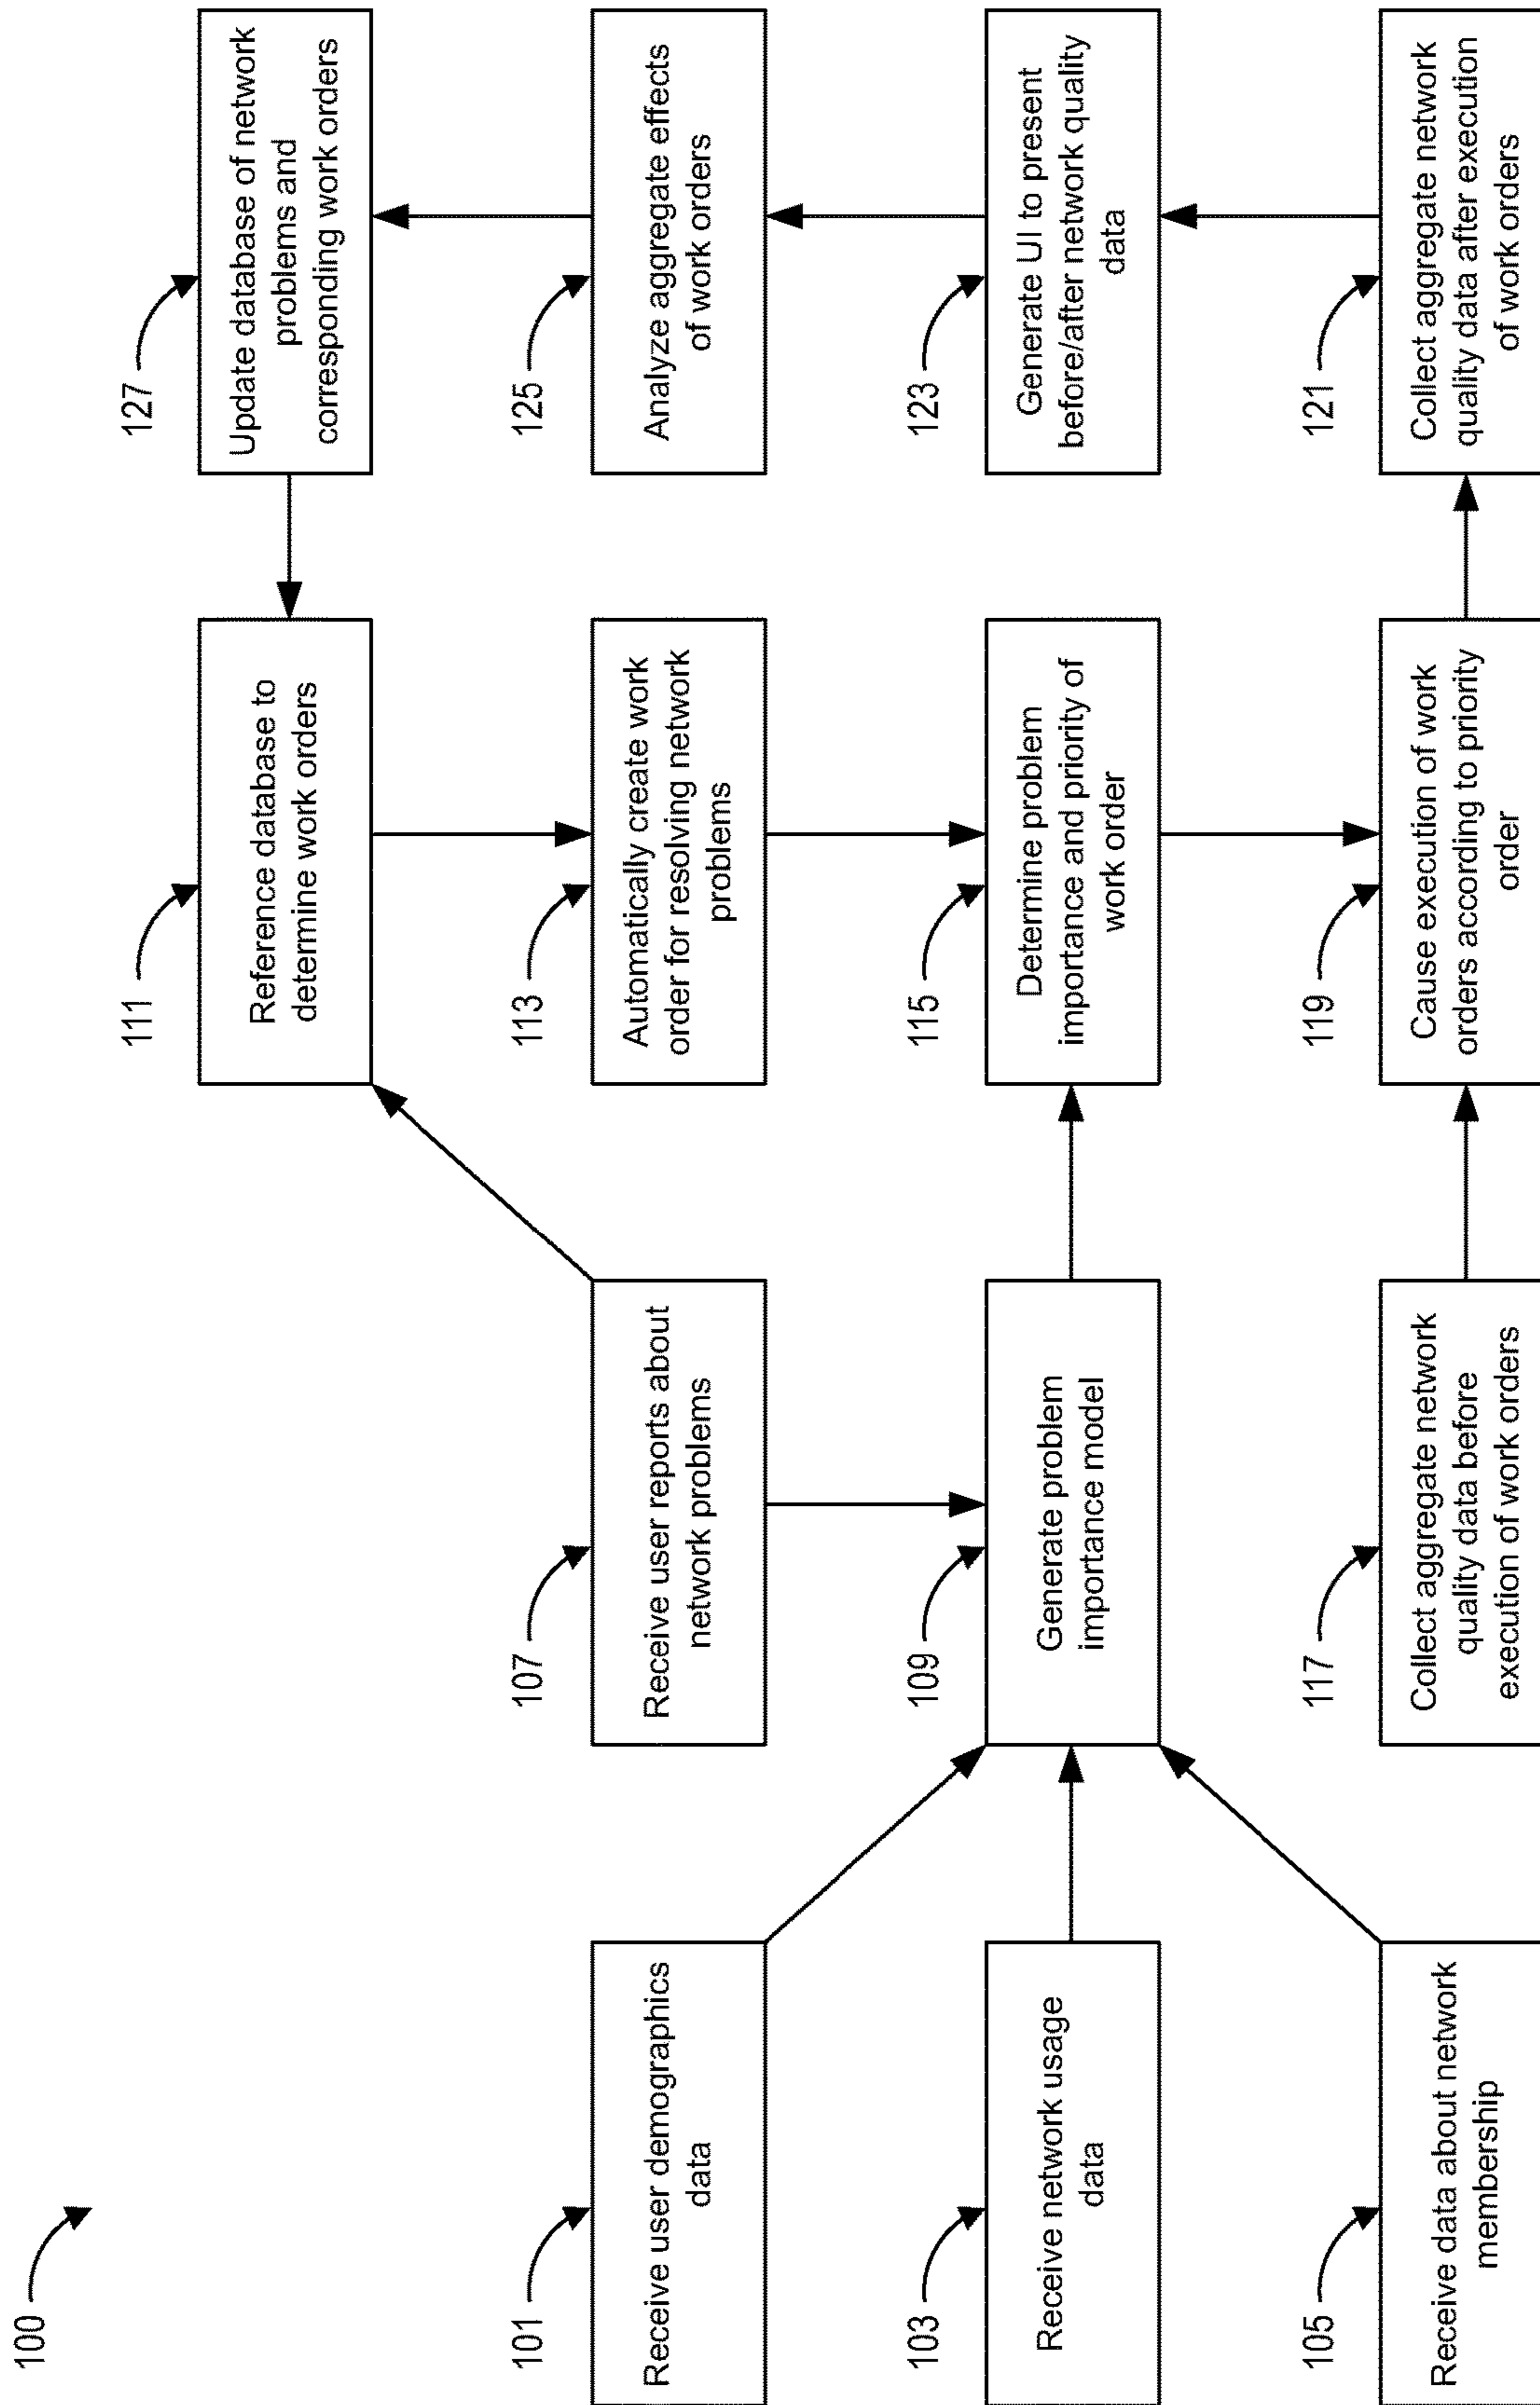 100
101
Receive user demographics
data
103
Receive network usage
data
105
Receive data about network
membership
107
Receive user reports about
network problems
109
Generate problem
importance model
117
Collect aggregate network
quality data before
execution of work orders
111
Reference database to
determine work orders
113
Automatically create work
order for resolving network
problems
115
Determine problem
importance and priority of
work order
119
Cause execution of work
orders according to priority
order
127
Update database of network
problems and
corresponding work orders
125
Analyze aggregate effects
of work orders
123
Generate UI to present
before/after network quality
data
121
Collect aggregate network
quality data after execution
of work orders